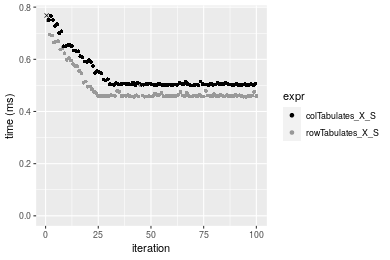 0.8
0.6
0.4
0.2
0.0
time (ms)
0
25
50
75
100
iteration
expr
colTabulates_X_S
rowTabulates_X_S